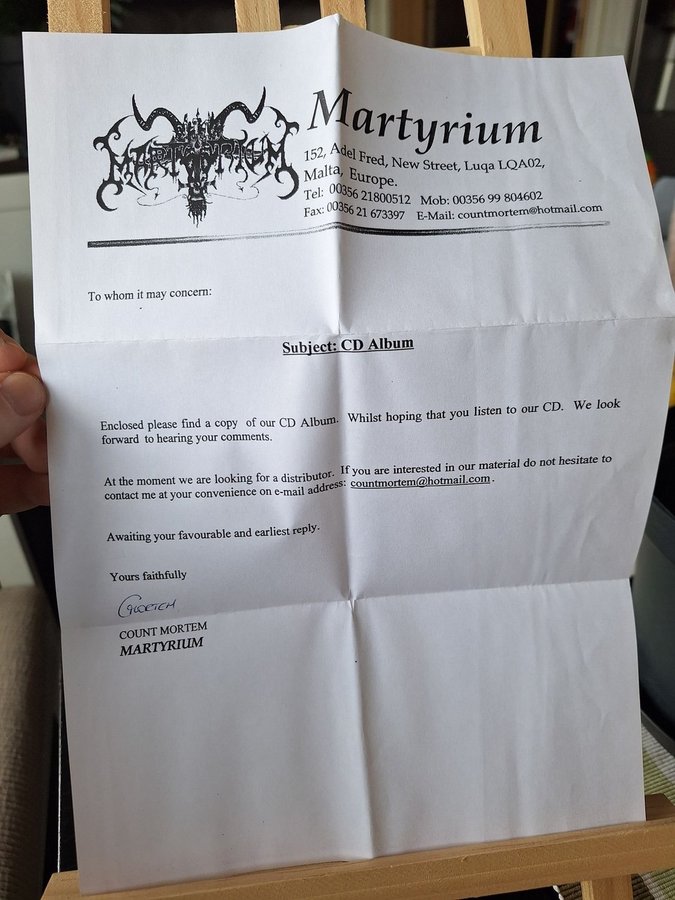 MARTYRIUM
Martyrium
152, Adel Fred, New Street, Luqa LQA02,
Malta, Europe.
Tel: 00356 21800512 Mob: 00356 99 804602
Fax: 00356 21 673397 E-Mail: countmortem@hotmail.com
To whom it may concern:
Subject: CD Album
Enclosed please find a copy of our CD Album. Whilst hoping that you listen to our CD. We look
forward to hearing your comments.
At the moment we are looking for a distributor. If you are interested in our material do not hesitate to
contact me at your convenience on e-mail address: countmortem@hotmail.com.
Awaiting your favourable and earliest reply.
Yours faithfully
COUNT MORTEM
MARTYRIUM